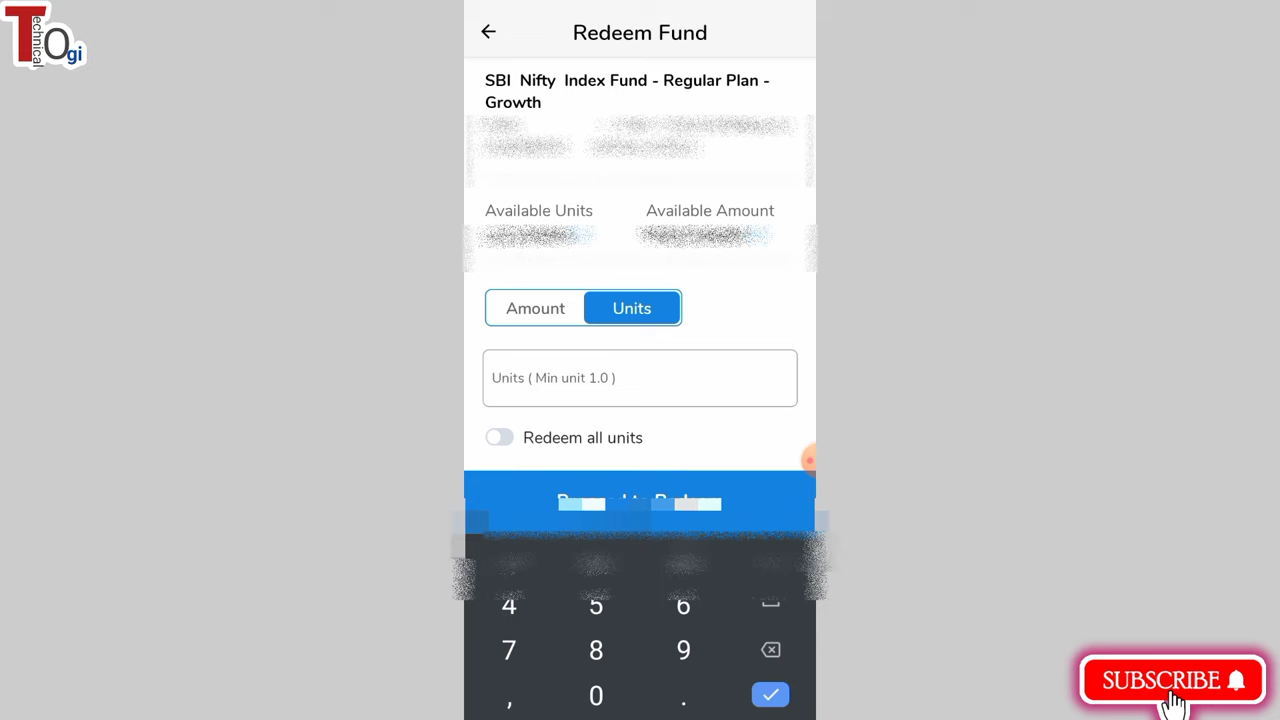 Technical
Ogi
Redeem Fund
SBI Nifty Index Fund - Regular Plan -
Growth
Available Units
Available Amount
Amount
Units
Units ( Min unit 1.0 )
Redeem all units
4 5 6
7 8 9
, 0 .
SUBSCRIBE